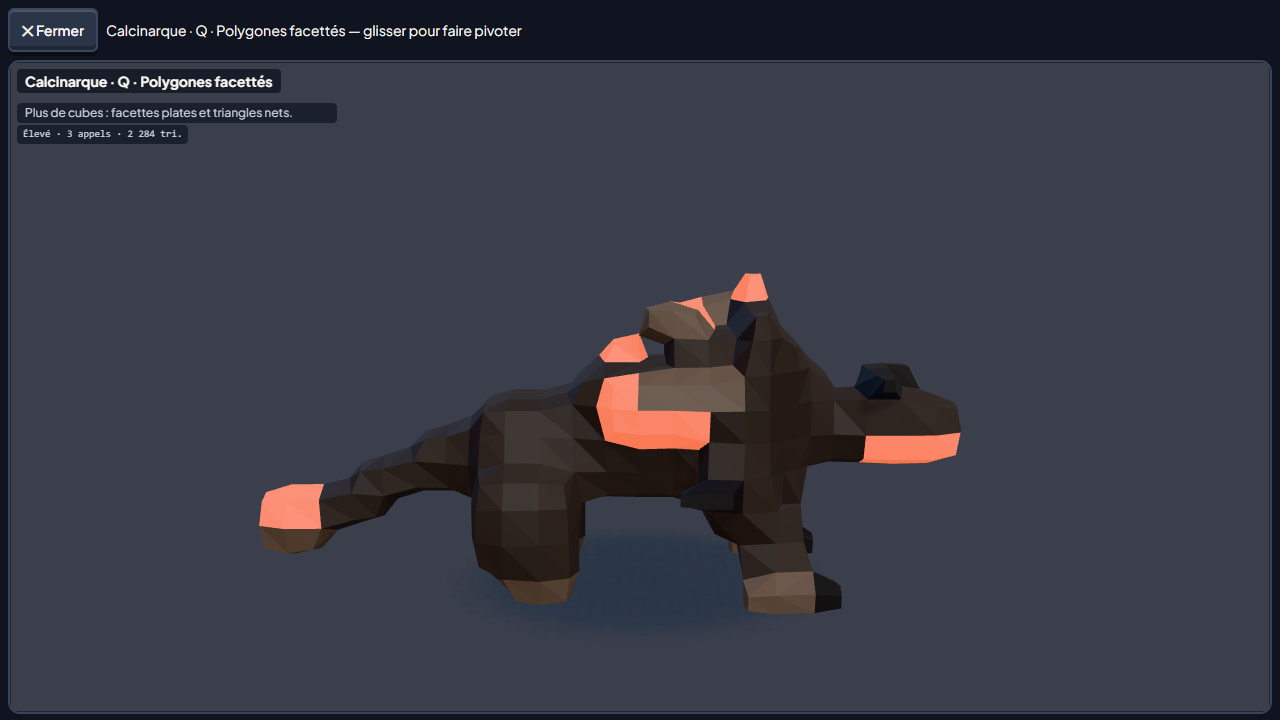 ✕Fermer
Calcinarque · Q · Polygones facettés — glisser pour faire pivoter
Calcinarque · Q · Polygones facettés
Plus de cubes : facettes plates et triangles nets.
Élevé · 3 appels · 2 284 tri.